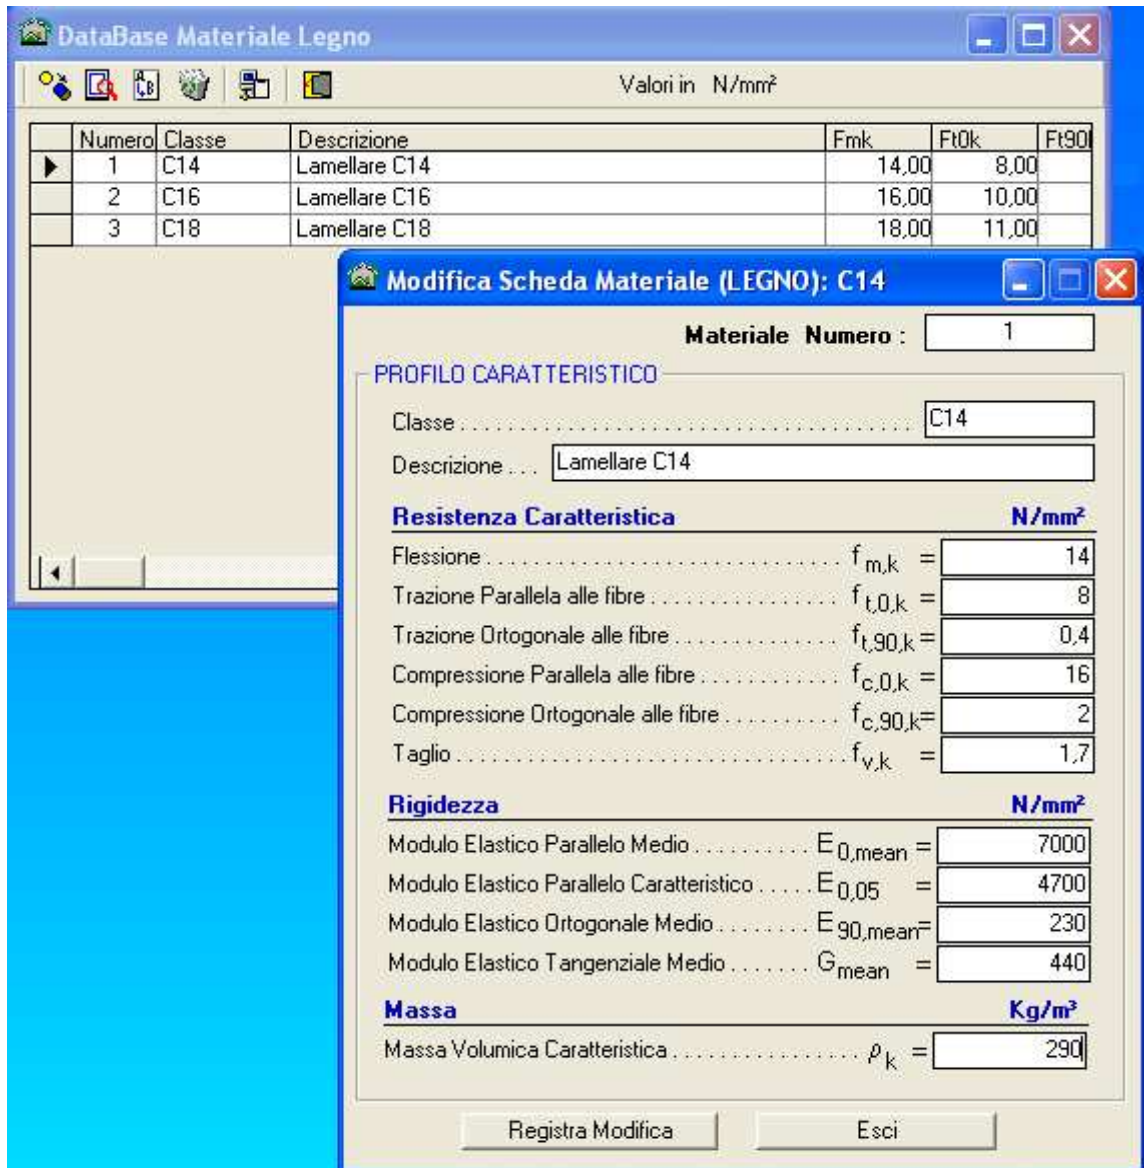 DataBase Materiale Legno
Valori in N/mm²
Numero Classe Descrizione Fmk Ft0k Ft90
1 C14 Lamellare C14 14,00 8,00
2 C16 Lamellare C16 16,00 10,00
3 C18 Lamellare C18 18,00 11,00
Modifica Scheda Materiale (LEGNO): C14
Materiale Numero : 1
PROFILO CARATTERISTICO
Classe . . . . . . . . . . . . . . . . . . . . . . . . . . . . . . . . . . . . . . . C14
Descrizione . . . Lamellare C14
Resistenza Caratteristica N/mm²
Flessione . . . . . . . . . . . . . . . . . . . . . . . . . . . . . . f m,k = 14
Trazione Parallela alle fibre . . . . . . . . . . . . . . . . f t,0,k = 8
Trazione Ortogonale alle fibre . . . . . . . . . . . . . . f t,90,k = 0,4
Compressione Parallela alle fibre . . . . . . . . . . . . f c,0,k = 16
Compressione Ortogonale alle fibre . . . . . . . . . . f c,90,k= 2
Taglio . . . . . . . . . . . . . . . . . . . . . . . . . . . . . . . . . f v,k = 1,7
Rigidezza N/mm²
Modulo Elastico Parallelo Medio . . . . . . . . . . E 0,mean = 7000
Modulo Elastico Parallelo Caratteristico . . . . . E 0,05 = 4700
Modulo Elastico Ortogonale Medio . . . . . . . . E 90,mean= 230
Modulo Elastico Tangenziale Medio . . . . . . . G mean = 440
Massa Kg/m³
Massa Volumica Caratteristica . . . . . . . . . . . . . . . . . ρ k = 290
Registra Modifica Esci